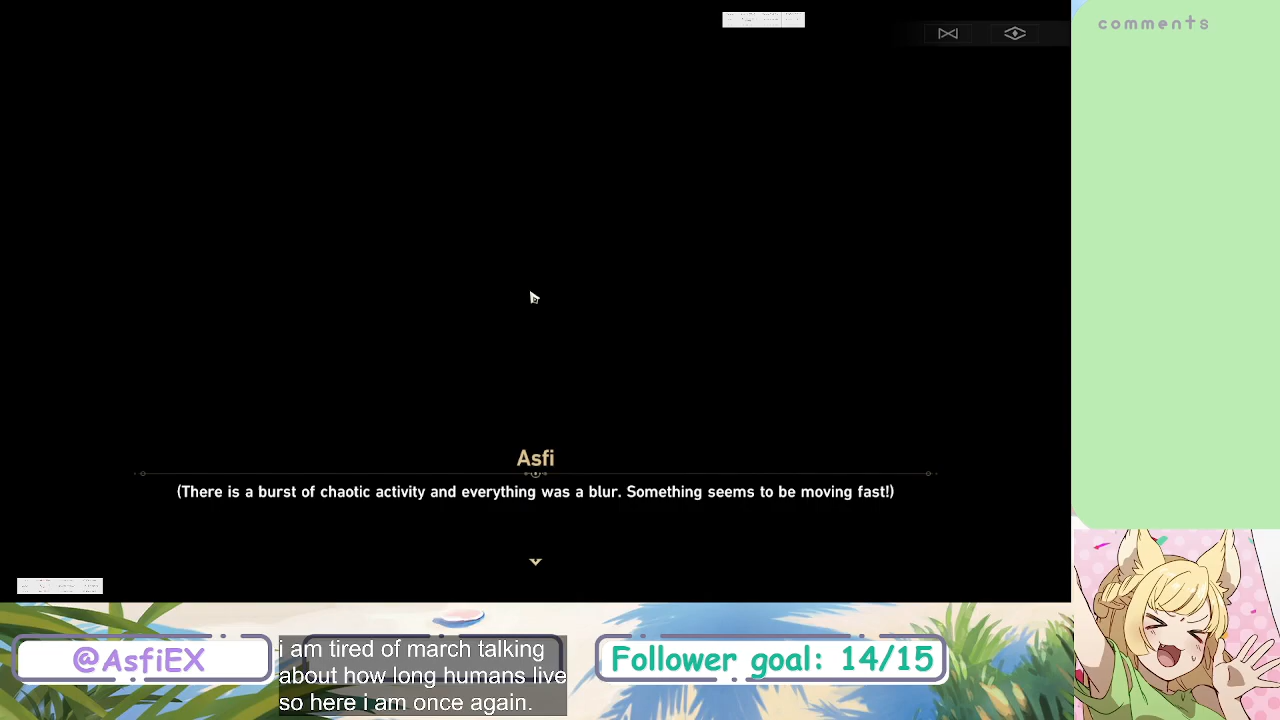 comments
Asfi
(There is a burst of chaotic activity and everything was a blur. Something seems to be moving fast!)
@AsfiEX
i am tired of march talking
about how long humans live
so here i am once again.
Follower goal: 14/15